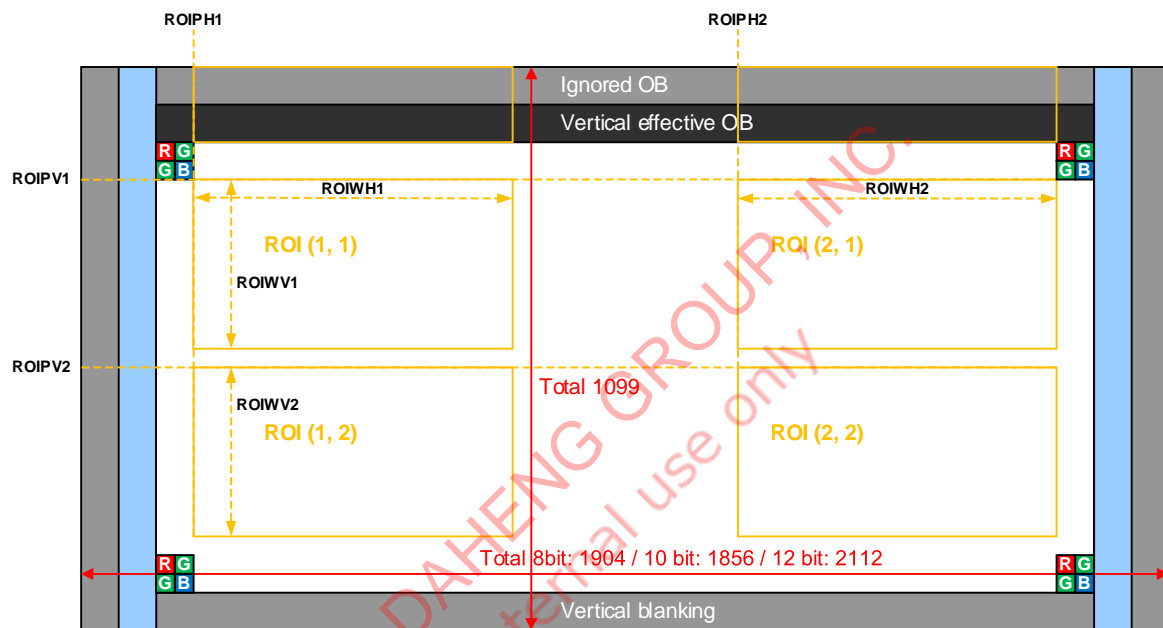 ROIPH1
ROIPH2
Ignored OB
Vertical effective OB
R G
G B
R G
G B
ROIPV1
ROIWH1
ROIWH2
ROI (1, 1)
ROI (2, 1)
ROIWV1
ROIPV2
Total 1099
ROIWV2
ROI (1, 2)
ROI (2, 2)
Total 8bit: 1904 / 10 bit: 1856 / 12 bit: 2112
R G
G B
R G
G B
Vertical blanking
DAHENG GROUP, INC.
use only